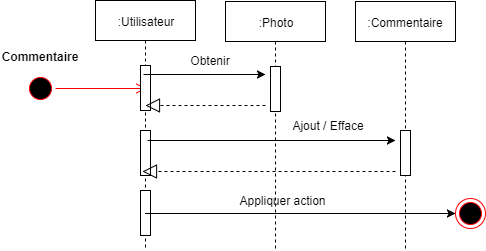 :Utilisateur
:Photo
:Commentaire
Commentaire
Obtenir
Ajout / Efface
Appliquer action